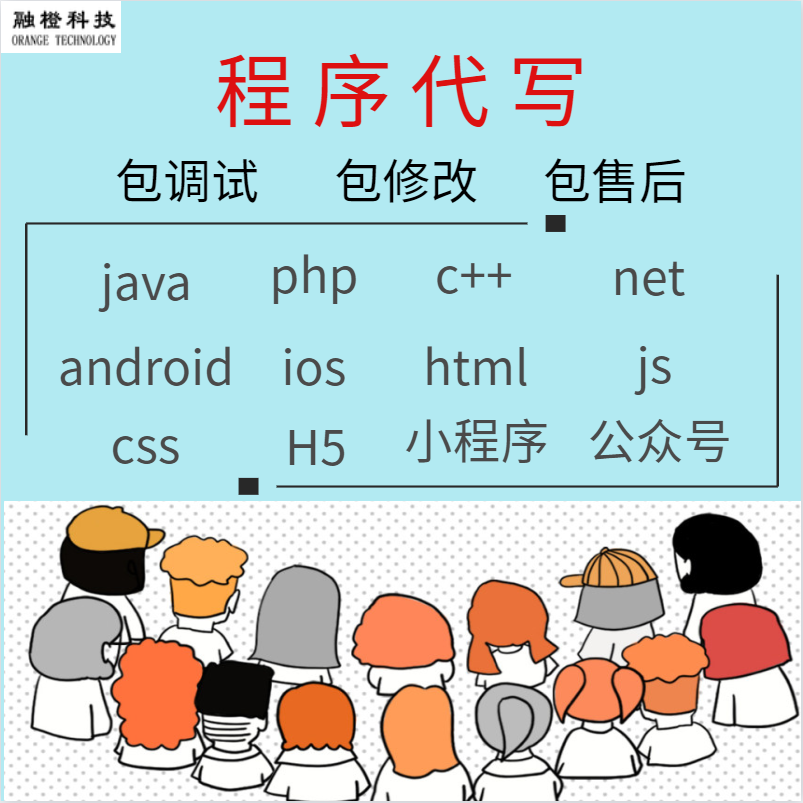 融橙科技
ORANGE TECHNOLOGY
程序代写
包调试 包修改 包售后
java php c++ net
android ios html js
css H5 小程序 公众号